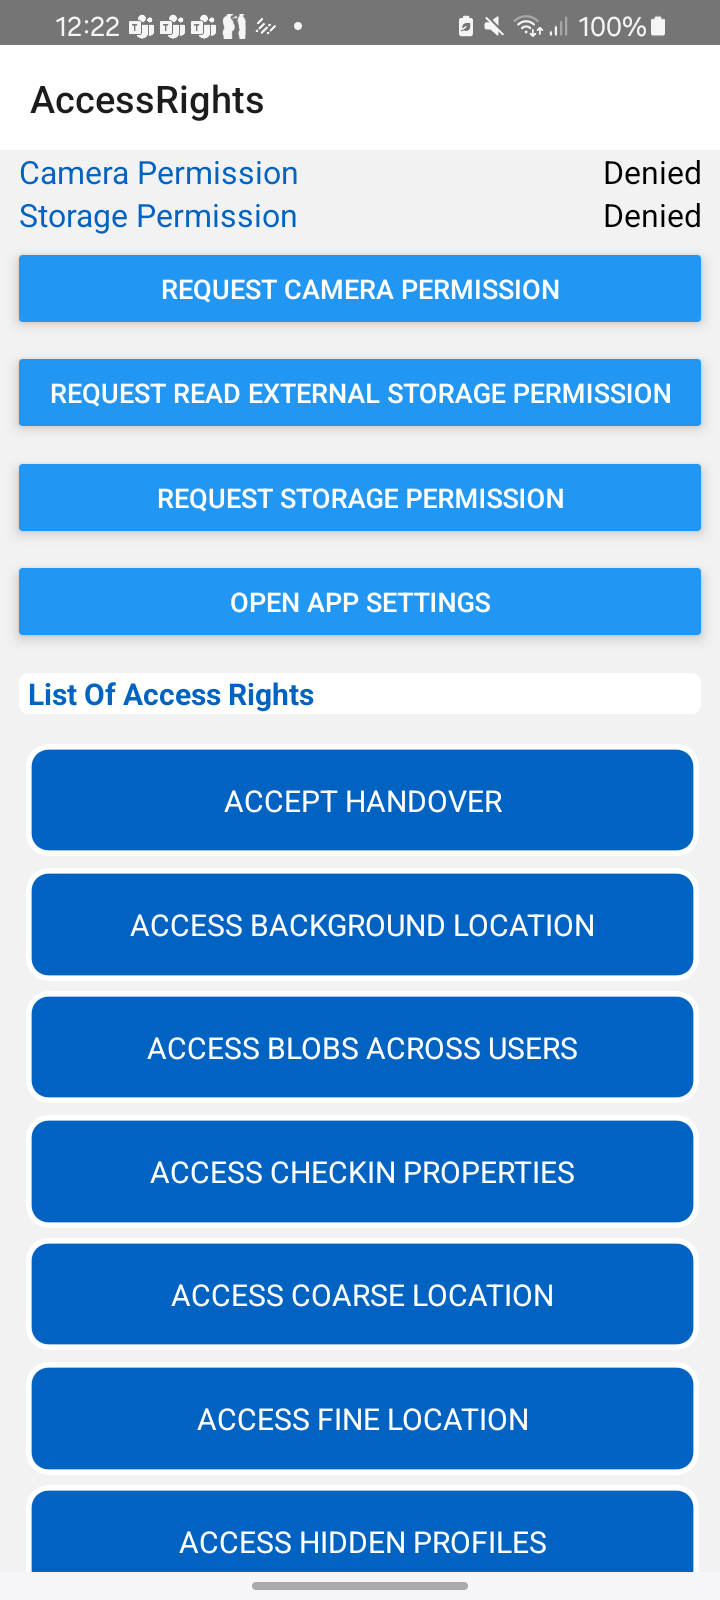 12:22 100%
AccessRights
Camera Permission Denied
Storage Permission Denied
REQUEST CAMERA PERMISSION
REQUEST READ EXTERNAL STORAGE PERMISSION
REQUEST STORAGE PERMISSION
OPEN APP SETTINGS
List Of Access Rights
ACCEPT HANDOVER
ACCESS BACKGROUND LOCATION
ACCESS BLOBS ACROSS USERS
ACCESS CHECKIN PROPERTIES
ACCESS COARSE LOCATION
ACCESS FINE LOCATION
ACCESS HIDDEN PROFILES